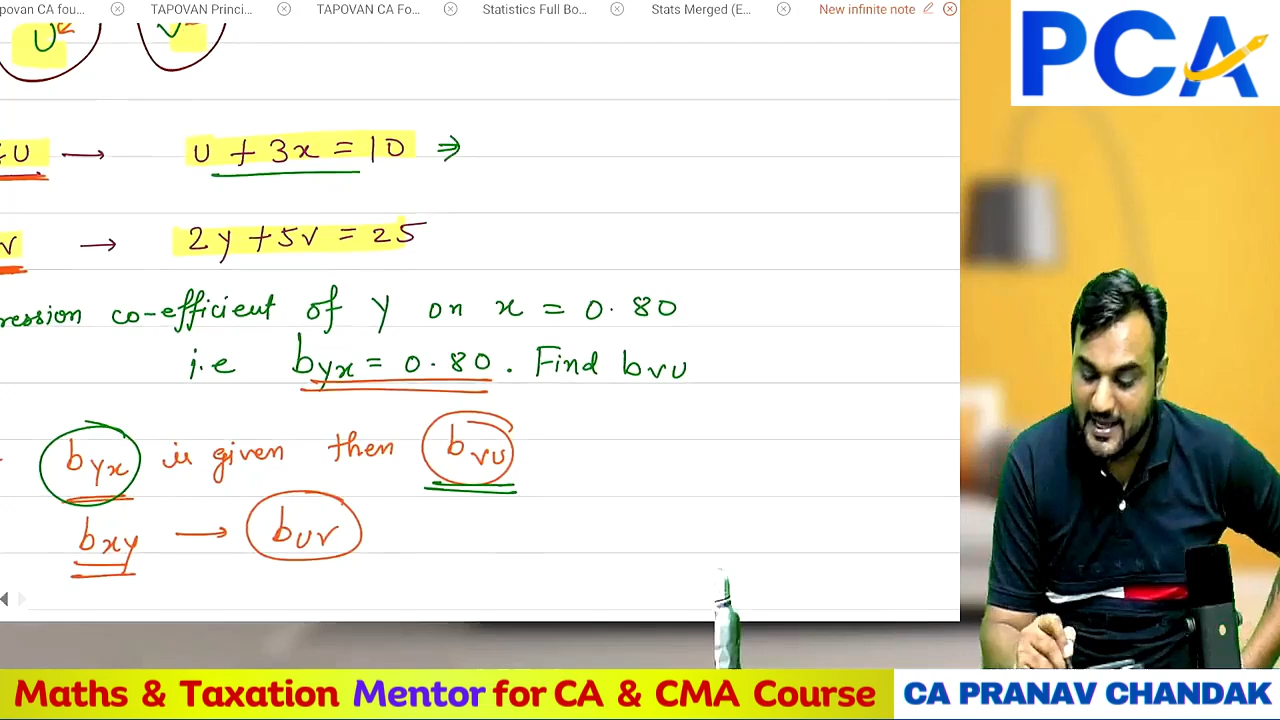 TAPOVAN CA fou...
TAPOVAN Princi...
TAPOVAN CA Fo...
Statistics Full Bo...
Stats Merged (E...
New infinite note
PCA
U
V
U → U + 3x = 10 ⇒
v → 2y + 5v = 25
ression co-efficient of y on x = 0.80
i.e byx = 0.80. Find bvu
byx is given then bvu
bxy → buv
Maths & Taxation Mentor for CA & CMA Course
CA PRANAV CHANDAK